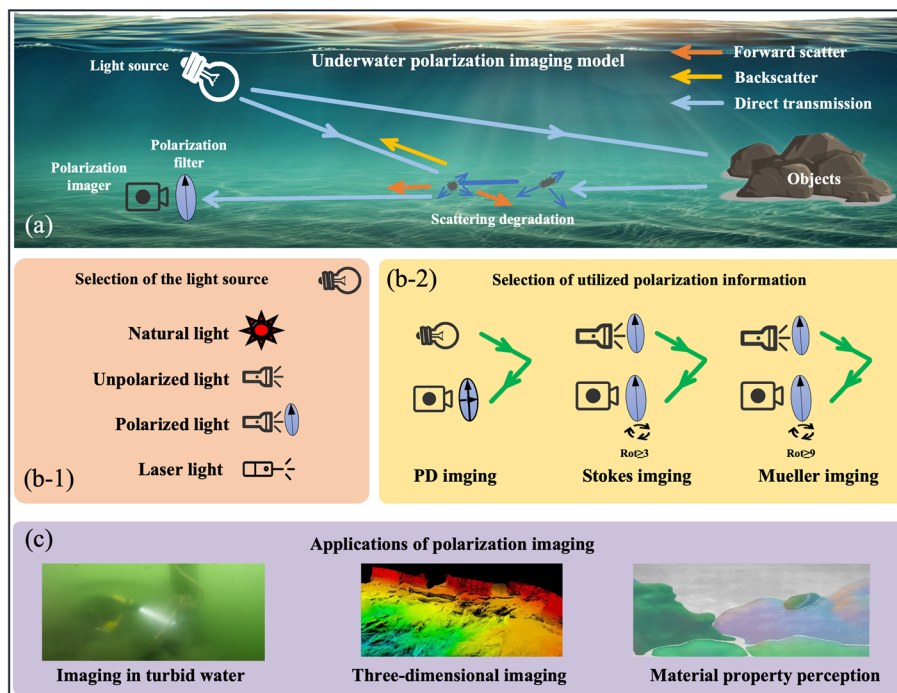 Underwater polarization imaging model
Light source
Forward scatter
Backscatter
Direct transmission
Polarization
filter
Polarization
imager
Objects
Scattering degradation
(a)
Selection of the light source
Natural light
Unpolarized light
Polarized light
Laser light
(b-1)
(b-2)
Selection of utilized polarization information
Rot≥3
Rot≥9
PD imging
Stokes imging
Mueller imging
(c)
Applications of polarization imaging
Imaging in turbid water
Three-dimensional imaging
Material property perception